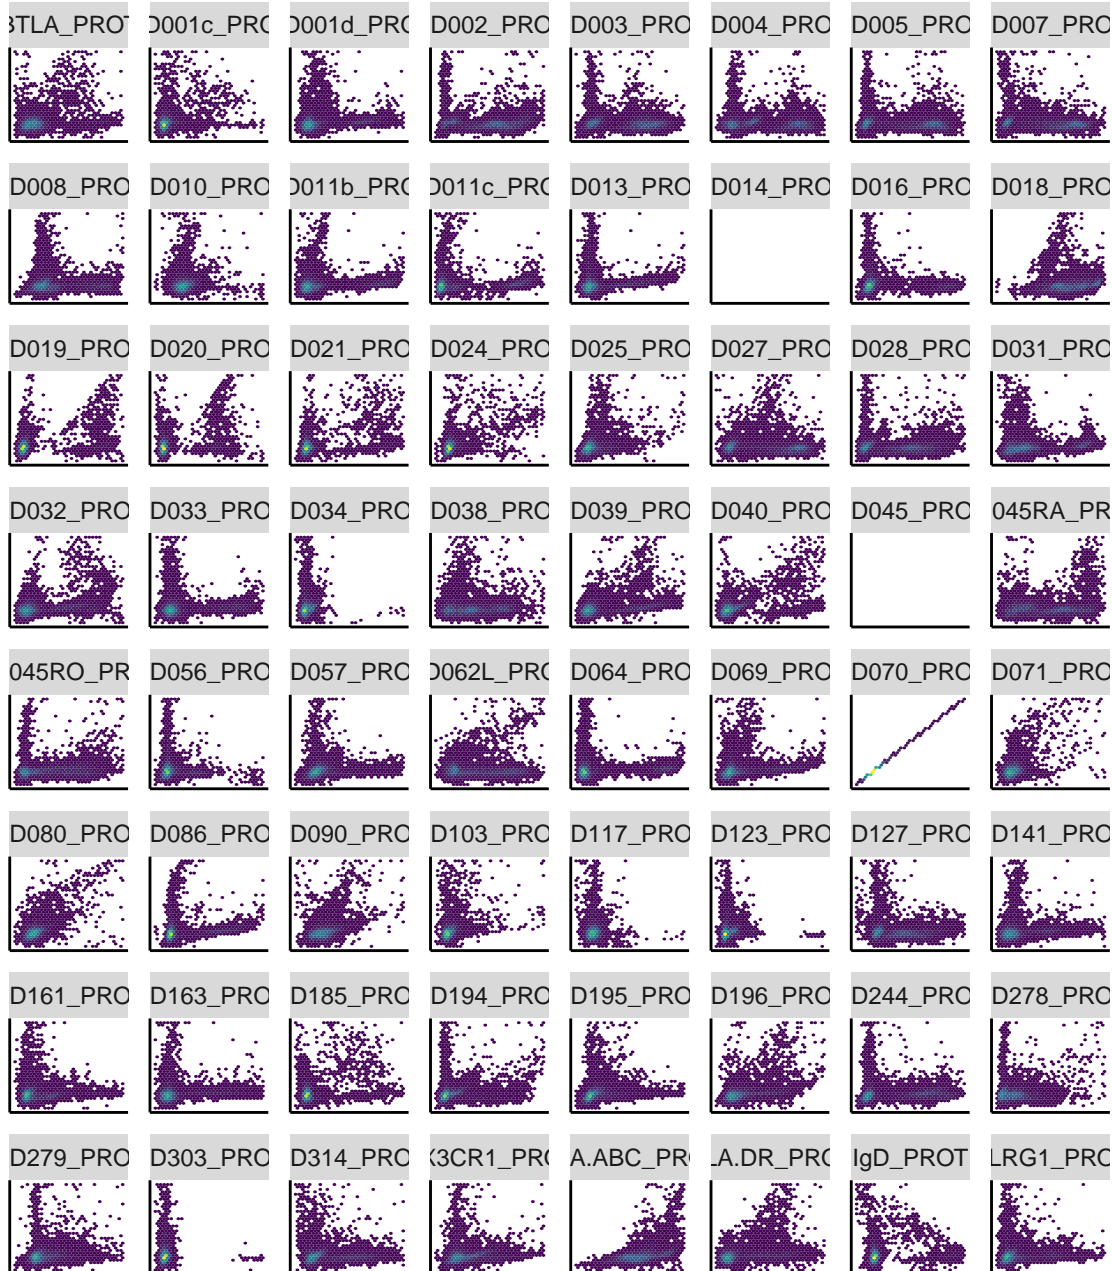 BTLA_PROT D001c_PRO D001d_PRO D002_PRO D003_PRO D004_PRO D005_PRO D007_PRO
D008_PRO D010_PRO D011b_PRO D011c_PRO D013_PRO D014_PRO D016_PRO D018_PRO
D019_PRO D020_PRO D021_PRO D024_PRO D025_PRO D027_PRO D028_PRO D031_PRO
D032_PRO D033_PRO D034_PRO D038_PRO D039_PRO D040_PRO D045_PRO 045RA_PR
045RO_PR D056_PRO D057_PRO D062L_PRO D064_PRO D069_PRO D070_PRO D071_PRO
D080_PRO D086_PRO D090_PRO D103_PRO D117_PRO D123_PRO D127_PRO D141_PRO
D161_PRO D163_PRO D185_PRO D194_PRO D195_PRO D196_PRO D244_PRO D278_PRO
D279_PRO D303_PRO D314_PRO X3CR1_PRO A.ABC_PR LA.DR_PRO IgD_PROT LRG1_PRO